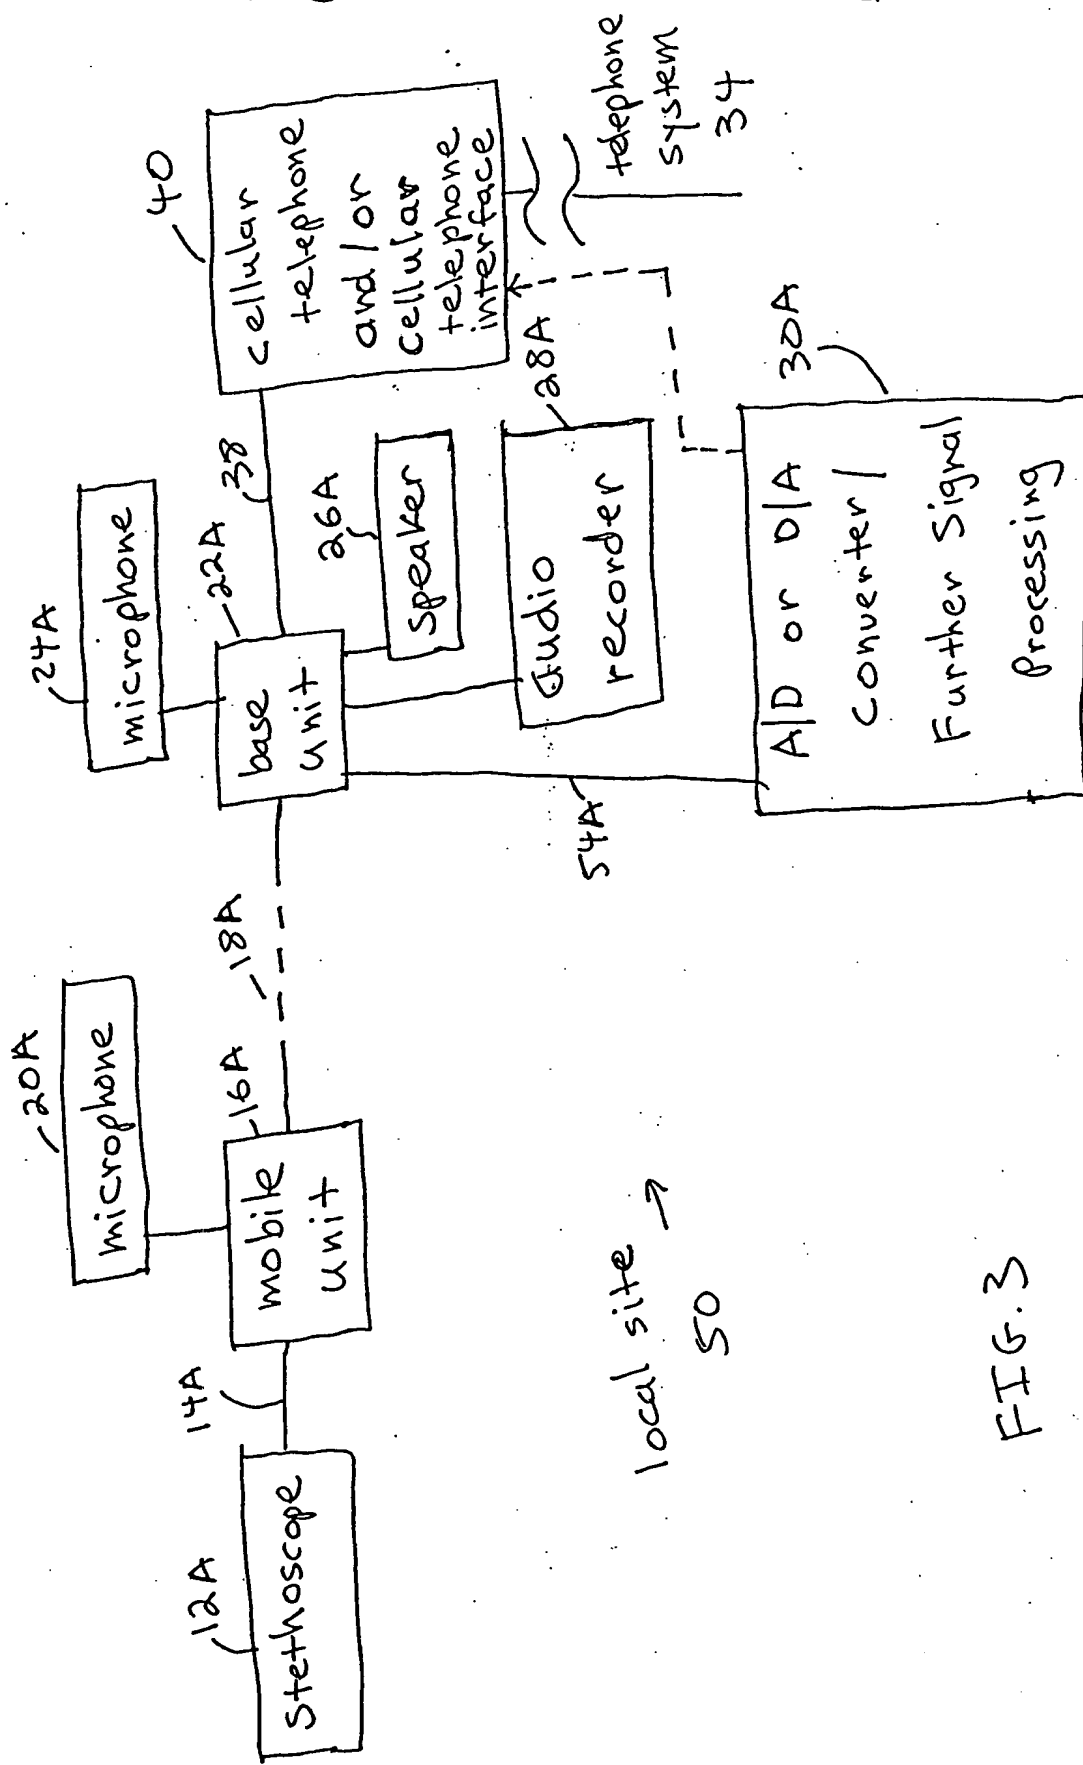 20A
microphone
24A
microphone
40
cellular
telephone
and/or
cellular
telephone
interface
12A
Stethoscope
14A
16A
mobile
unit
18A
22A
base
unit
38
26A
Speaker
28A
audio
recorder
telephone
system
34
54A
30A
A/D or D/A
Converter/
Further Signal
Processing
local site
50
FIG. 3